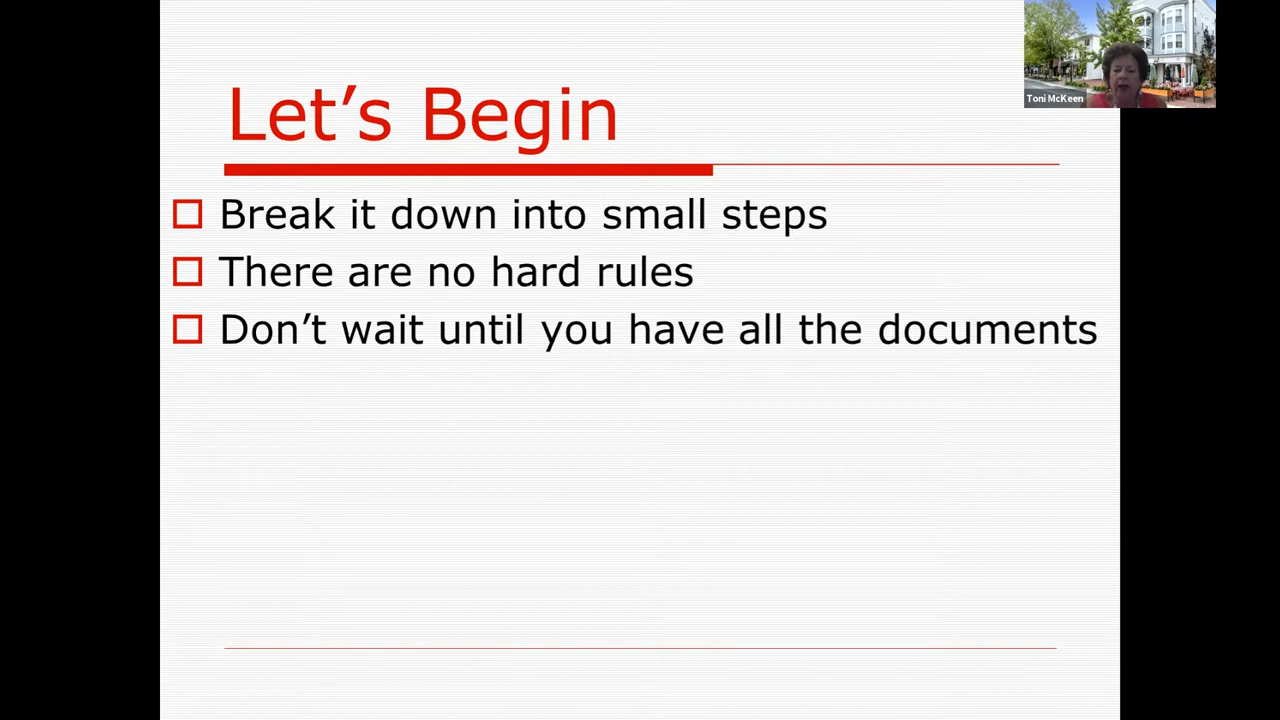 Let’s Begin
Break it down into small steps
There are no hard rules
Don’t wait until you have all the documents
Toni McKeen